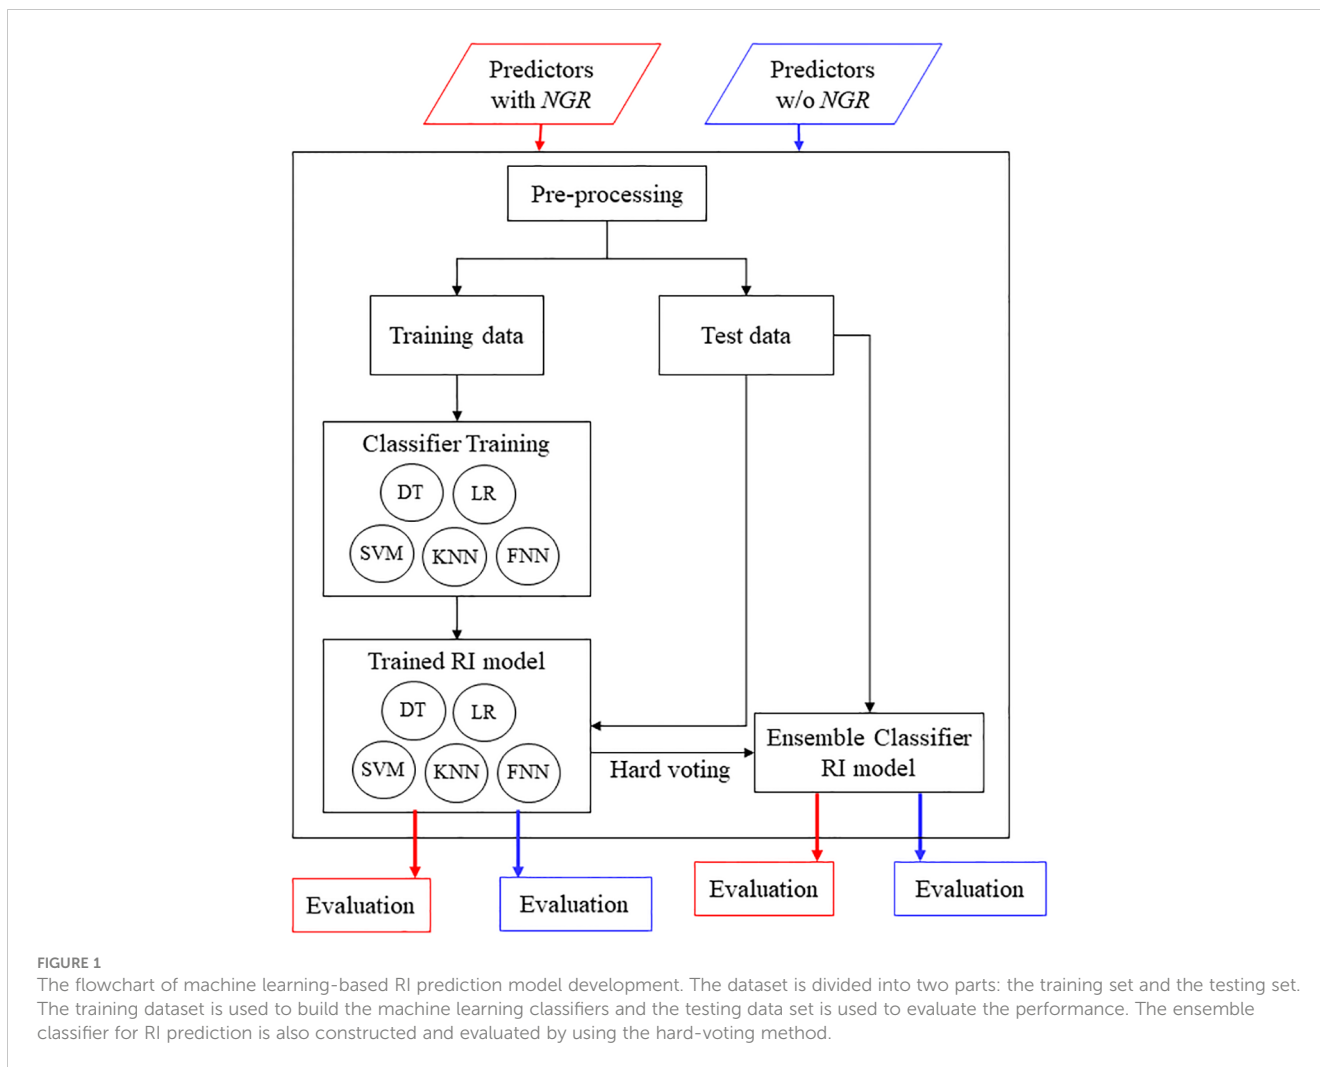 Predictors
with NGR
Predictors
w/o NGR
Pre-processing
Training data
Test data
Classifier Training
DT
LR
SVM
KNN
FNN
Trained RI model
DT
LR
SVM
KNN
FNN
Hard voting
Ensemble Classifier
RI model
Evaluation
Evaluation
Evaluation
Evaluation
FIGURE 1
The flowchart of machine learning-based RI prediction model development. The dataset is divided into two parts: the training set and the testing set.
The training dataset is used to build the machine learning classifiers and the testing data set is used to evaluate the performance. The ensemble
classifier for RI prediction is also constructed and evaluated by using the hard-voting method.